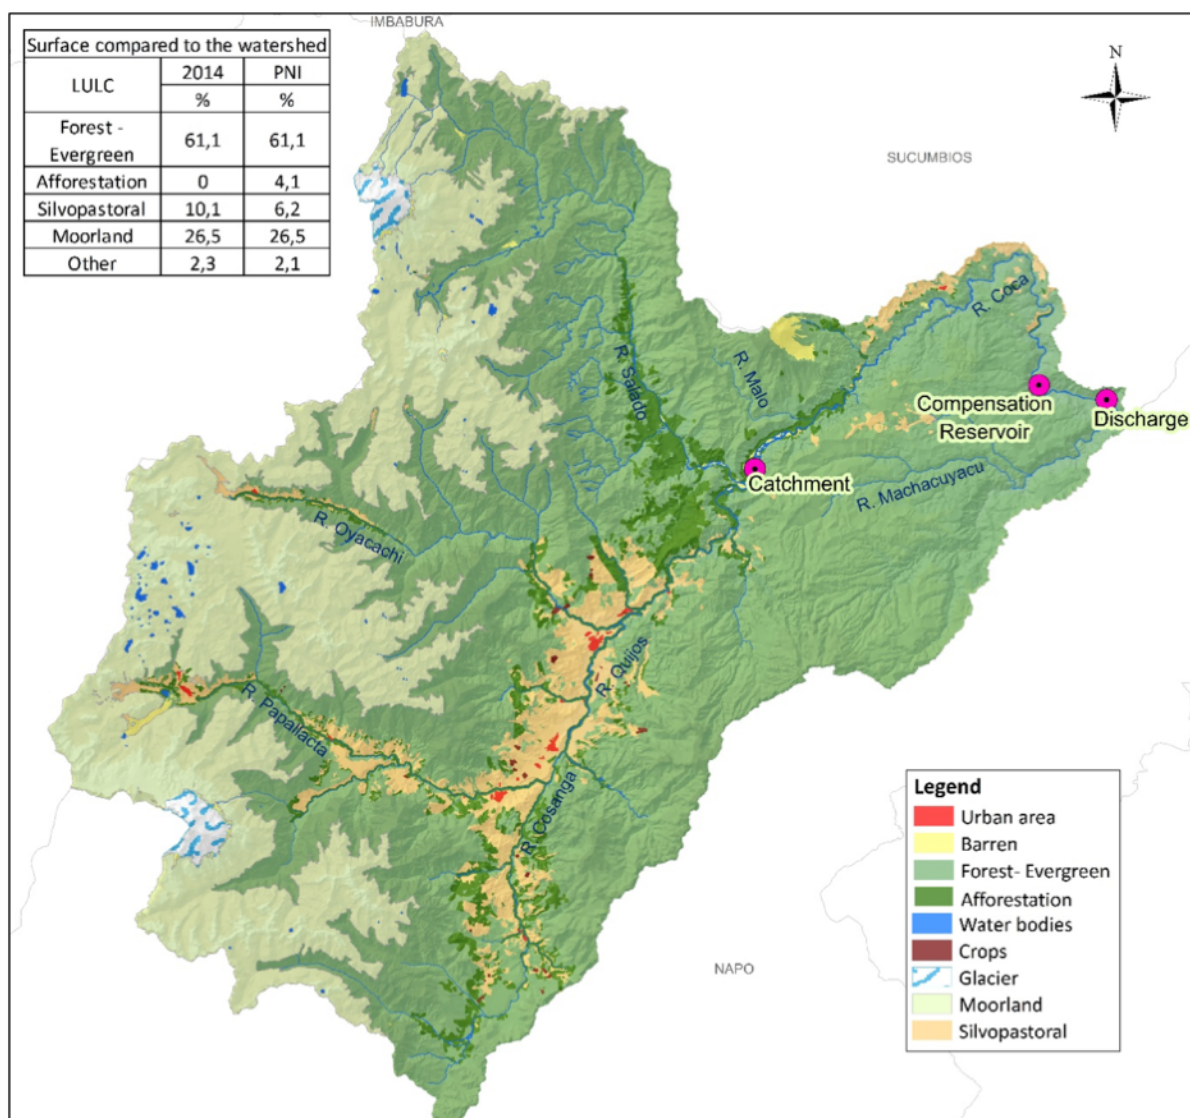 IMBABURA
Surface compared to the watershed
LULC 2014 PNI
% %
Forest -
Evergreen 61,1 61,1
Afforestation 0 4,1
Silvopastoral 10,1 6,2
Moorland 26,5 26,5
Other 2,3 2,1
N
SUCUMBIOS
R. Coca
R. Salado
R. Malo
Compensation
Reservoir
Discharge
Catchment
R. Machacuyacu
R. Oyacachi
R. Quijos
R. Papallacta
R. Cosanga
NAPO
Legend
Urban area
Barren
Forest- Evergreen
Afforestation
Water bodies
Crops
Glacier
Moorland
Silvopastoral